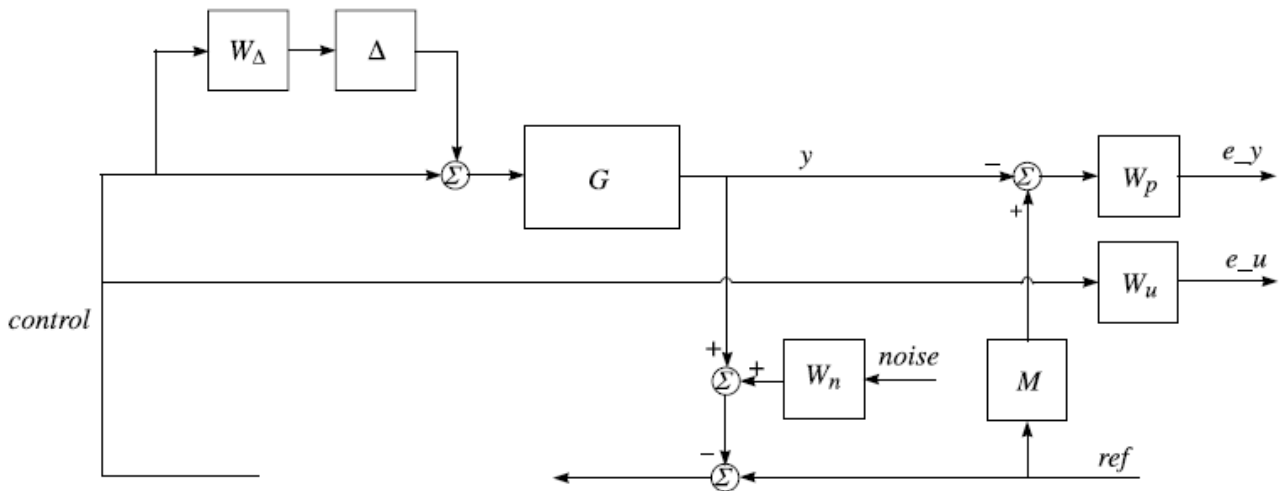 W_Δ Δ
Σ G y − Σ W_p e_y
+
W_u e_u
control
+ Σ + W_n noise M
− Σ ref